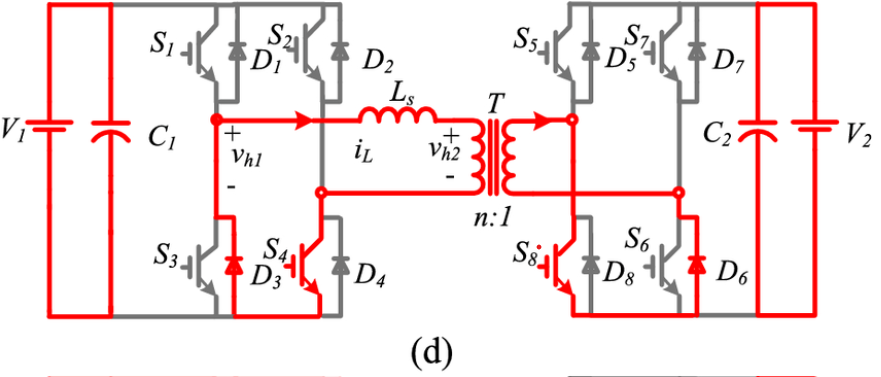 S1 S2 S5 S7
D1 D2 D5 D7
Ls T
V1 C1 + vh1 - iL vh2 + - C2 V2
n:1
S3 S4 S8 S6
D3 D4 D8 D6
(d)